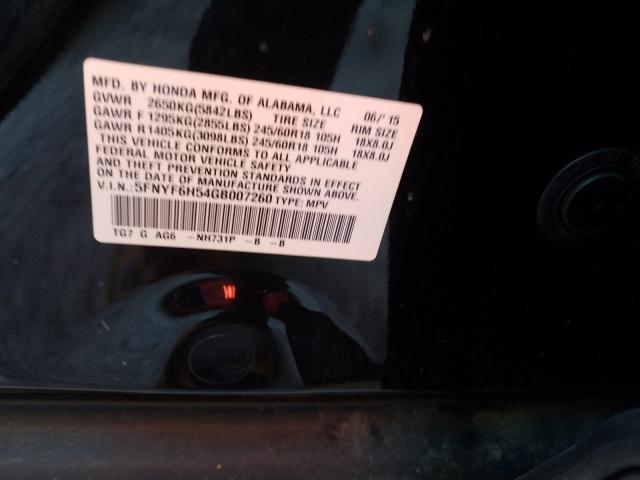 MFD. BY HONDA MFG. OF ALABAMA, LLC 06/'15
GVWR 2650KG(5842LBS) TIRE SIZE RIM SIZE
GAWR F 1295KG(2855LBS) 245/60R18 105H 18X8.0J
GAWR R1405KG(3098LBS) 245/60R18 105H 18X8.0J
THIS VEHICLE CONFORMS TO ALL APPLICABLE
FEDERAL MOTOR VEHICLE SAFETY
AND THEFT PREVENTION STANDARDS IN EFFECT
ON THE DATE OF MANUFACTURE SHOWN ABOVE.
V.I.N.: 5FNYF6H54GB007260 TYPE: MPV
TG7 G AG6 -NH731P -B -B